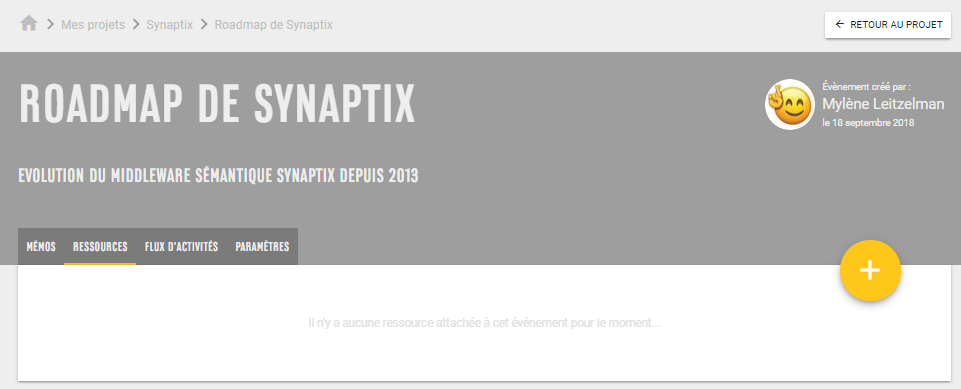 Mes projets Synaptix Roadmap de Synaptix
RETOUR AU PROJET
ROADMAP DE SYNAPTIX
Évènement créé par :
Mylène Leitzelman
le 18 septembre 2018
EVOLUTION DU MIDDLEWARE SÉMANTIQUE SYNAPTIX DEPUIS 2013
MÉMOS RESSOURCES FLUX D'ACTIVITÉS PARAMÈTRES
Il n'y a aucune ressource attachée à cet événement pour le moment...